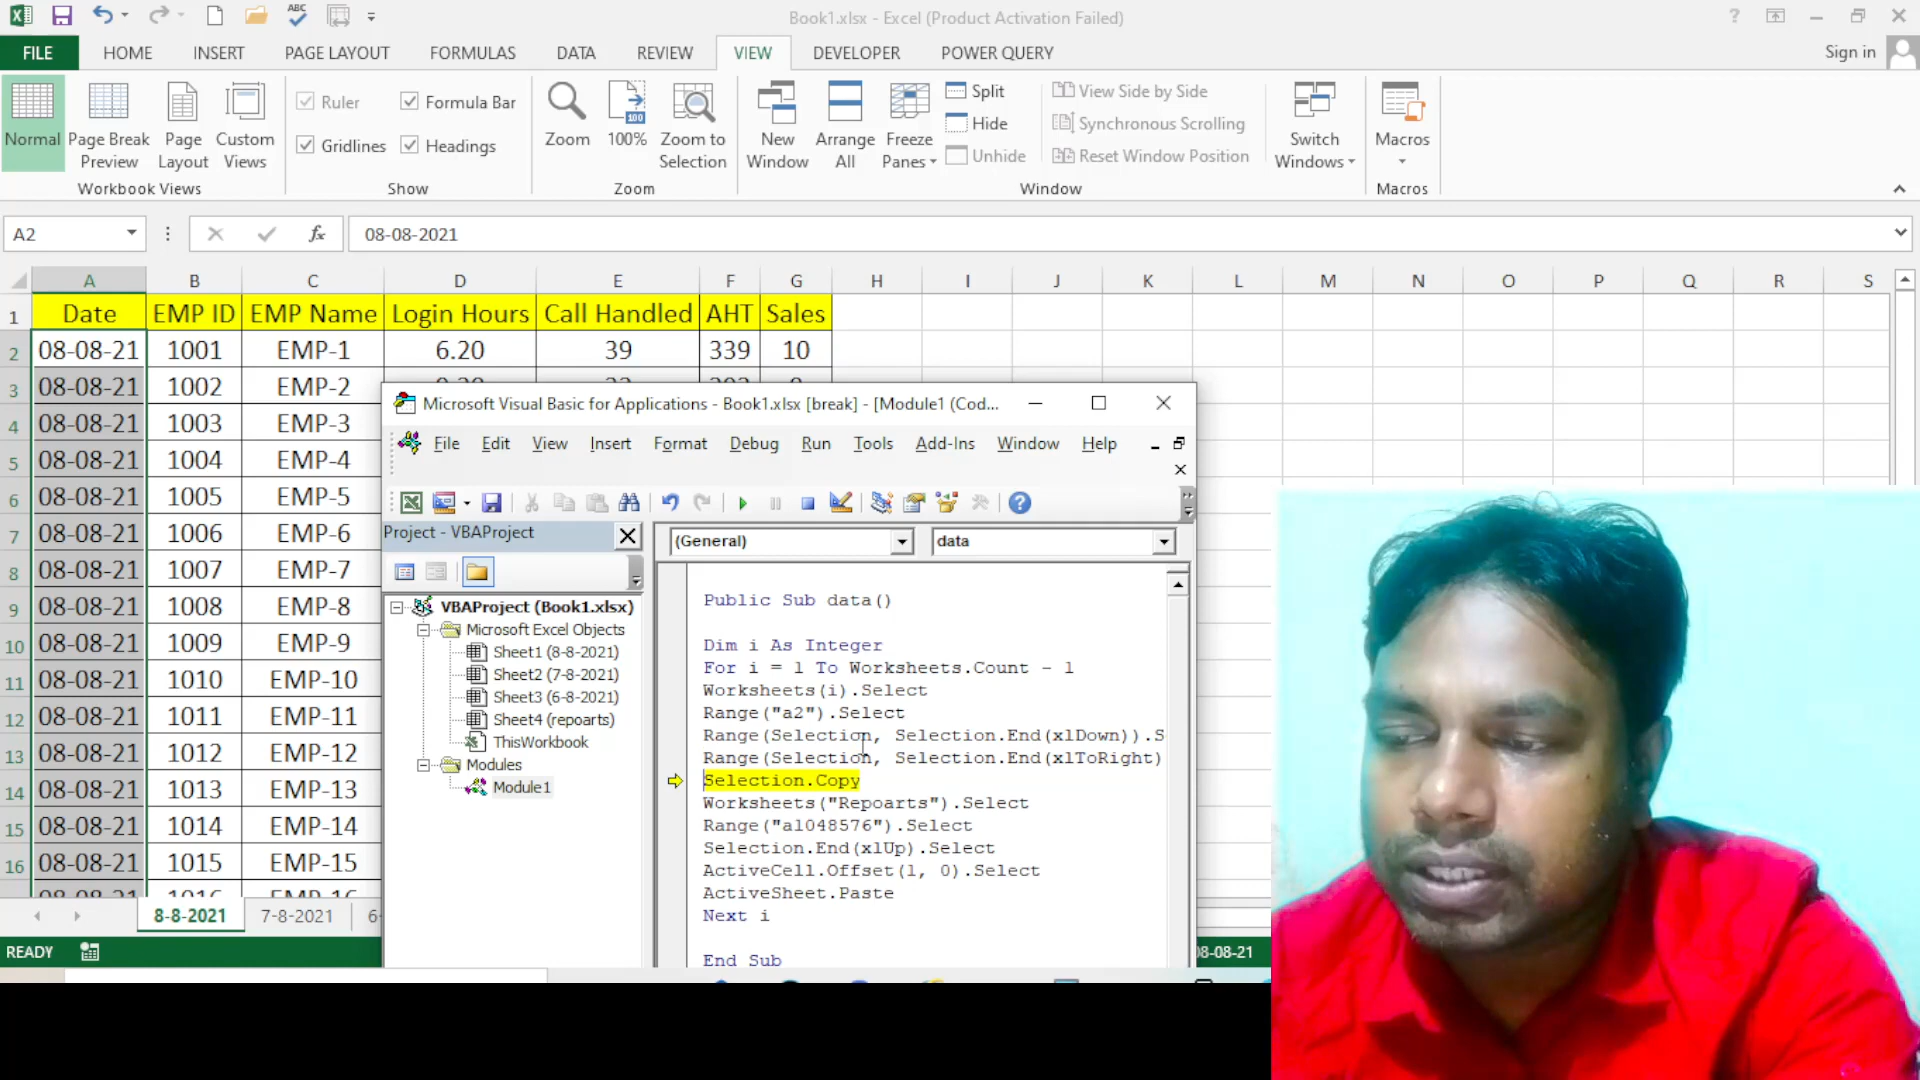 Book1.xlsx - Excel (Product Activation Failed)
FILE HOME INSERT PAGE LAYOUT FORMULAS DATA REVIEW VIEW DEVELOPER POWER QUERY Sign in
Normal Page Break Preview Page Layout Custom Views
Workbook Views
Ruler Formula Bar
Gridlines Headings
Show
Zoom 100% Zoom to Selection
Zoom
New Window Arrange All Freeze Panes
Split
Hide
Unhide
View Side by Side
Synchronous Scrolling
Reset Window Position
Window
Switch Windows
Macros
Macros
A2 fx 08-08-2021
A B C D E F G H I J K L M N O P Q R S
1 Date EMP ID EMP Name Login Hours Call Handled AHT Sales
2 08-08-21 1001 EMP-1 6.20 39 339 10
3 08-08-21 1002 EMP-2
4 08-08-21 1003 EMP-3
5 08-08-21 1004 EMP-4
6 08-08-21 1005 EMP-5
7 08-08-21 1006 EMP-6
8 08-08-21 1007 EMP-7
9 08-08-21 1008 EMP-8
10 08-08-21 1009 EMP-9
11 08-08-21 1010 EMP-10
12 08-08-21 1011 EMP-11
13 08-08-21 1012 EMP-12
14 08-08-21 1013 EMP-13
15 08-08-21 1014 EMP-14
16 08-08-21 1015 EMP-15
8-8-2021 7-8-2021 6-
READY
08-08-21
Microsoft Visual Basic for Applications - Book1.xlsx [break] - [Module1 (Cod...
File Edit View Insert Format Debug Run Tools Add-Ins Window Help
Project - VBAProject
VBAProject (Book1.xlsx)
Microsoft Excel Objects
Sheet1 (8-8-2021)
Sheet2 (7-8-2021)
Sheet3 (6-8-2021)
Sheet4 (repoarts)
ThisWorkbook
Modules
Module1
(General) data
Public Sub data()
Dim i As Integer
For i = 1 To Worksheets.Count - 1
Worksheets(i).Select
Range("a2").Select
Range(Selection, Selection.End(xlDown)).S
Range(Selection, Selection.End(xlToRight)
Selection.Copy
Worksheets("Repoarts").Select
Range("a1048576").Select
Selection.End(xlUp).Select
ActiveCell.Offset(1, 0).Select
ActiveSheet.Paste
Next i
End Sub